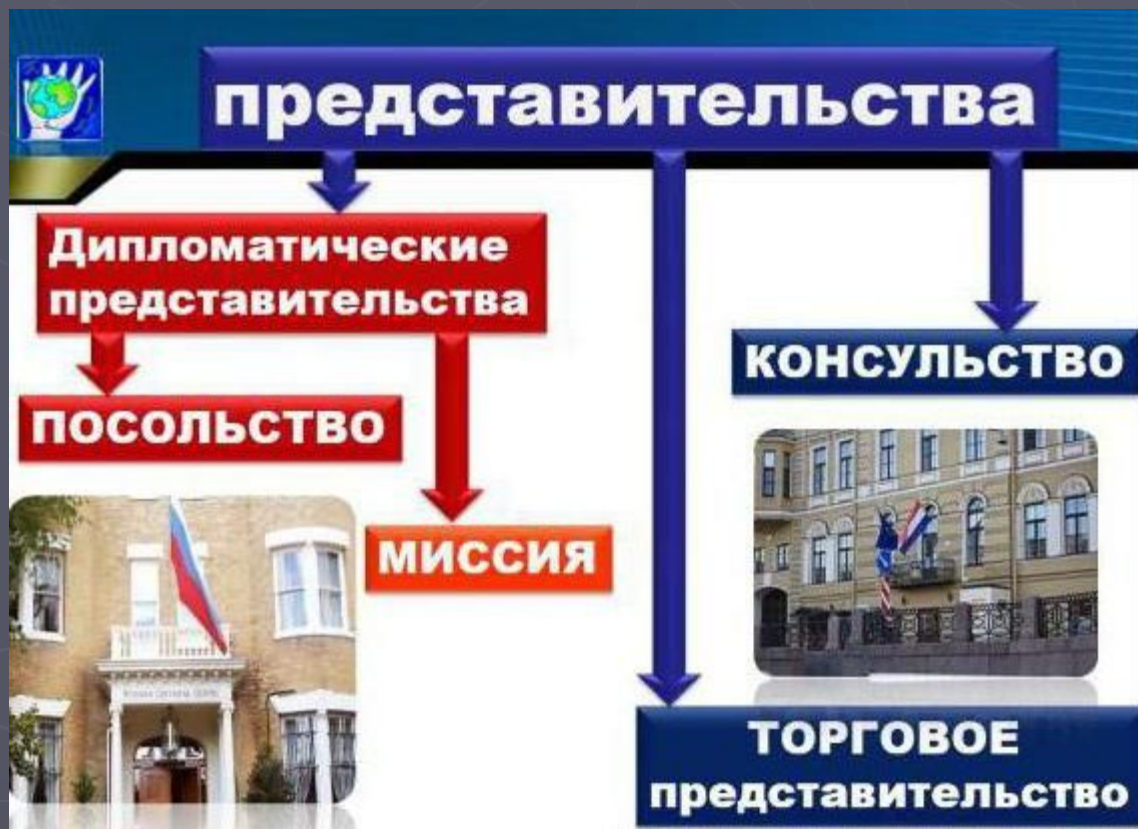 представительства
Дипломатические
представительства
ПОСОЛЬСТВО
МИССИЯ
КОНСУЛЬСТВО
ТОРГОВОЕ
представительство